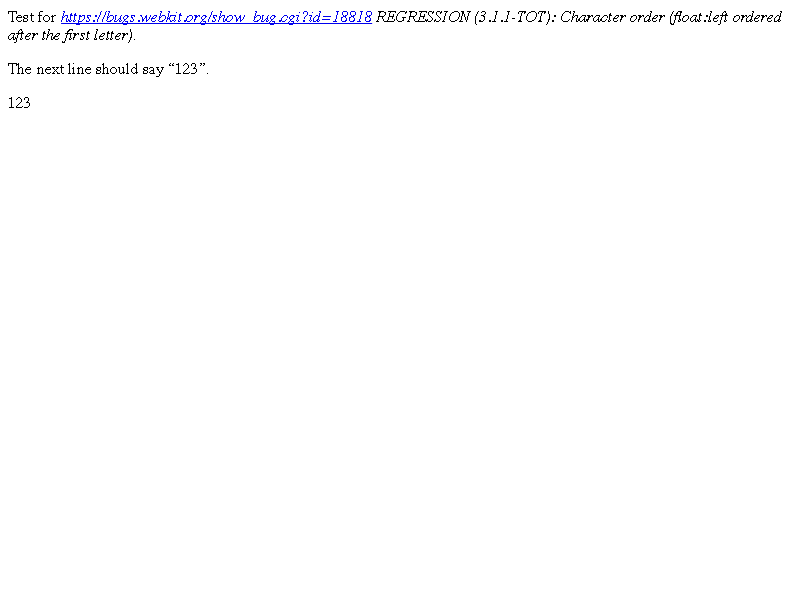 Test for https://bugs.webkit.org/show_bug.cgi?id=18818 REGRESSION (3.1.1-TOT): Character order (float:left ordered
after the first letter).
The next line should say “123”.
123